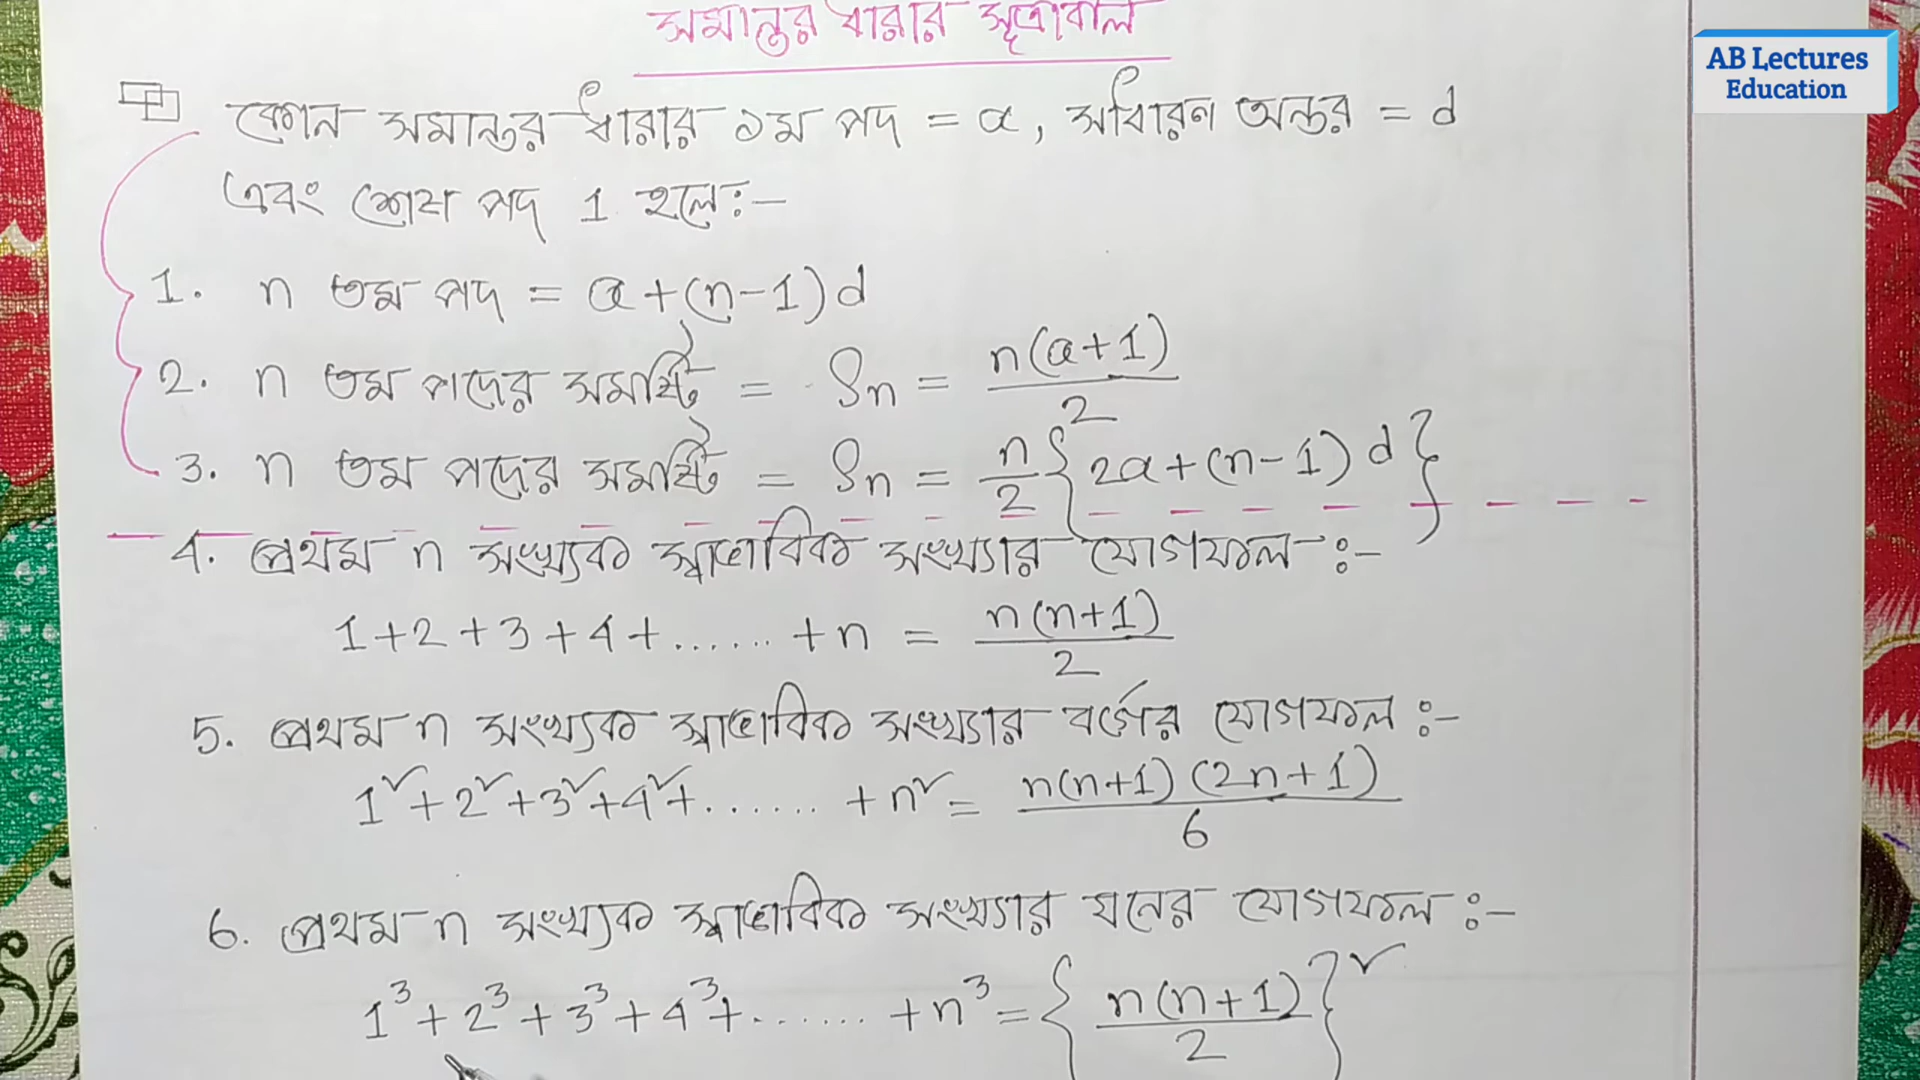 সমান্তর ধারার সূত্রাবলি
AB Lectures
Education
কোন সমান্তর ধারার ১ম পদ = a, সাধারণ অন্তর = d
এবং শেষ পদ 1 হলেঃ-
1. n তম পদ = a+(n-1)d
2. n তম পদের সমষ্টি = Sn = n(a+1)/2
3. n তম পদের সমষ্টি = Sn = n/2{2a+(n-1)d}
4. প্রথম n সংখ্যক স্বাভাবিক সংখ্যার যোগফল ঃ-
1+2+3+4+......+n = n(n+1)/2
5. প্রথম n সংখ্যক স্বাভাবিক সংখ্যার বর্গের যোগফল ঃ-
1²+2²+3²+4²+......+n² = n(n+1)(2n+1)/6
6. প্রথম n সংখ্যক স্বাভাবিক সংখ্যার ঘনের যোগফল ঃ-
1³+2³+3³+4³+......+n³ = {n(n+1)/2}²